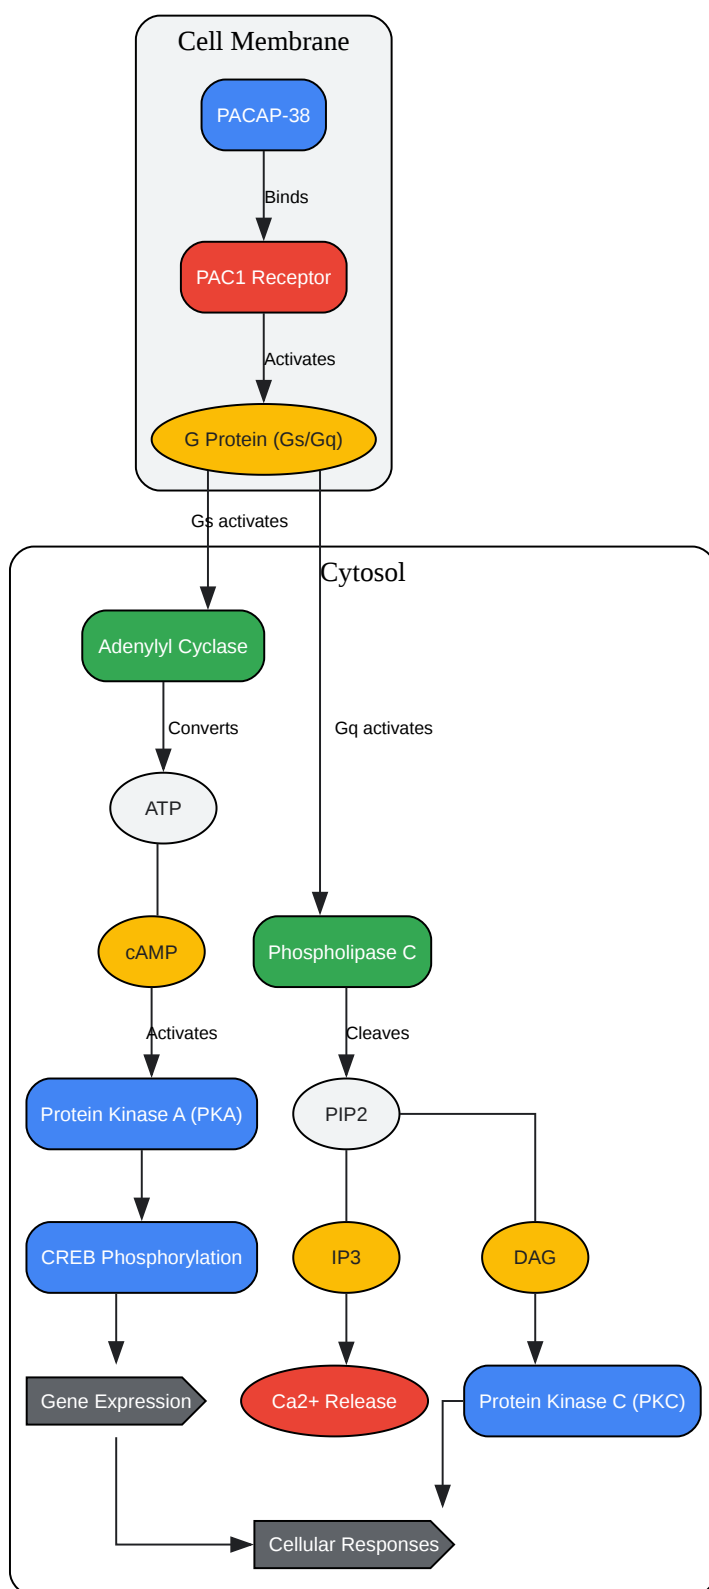 Cell Membrane
PACAP-38
Binds
PAC1 Receptor
Activates
G Protein (Gs/Gq)
Gs activates
Cytosol
Adenylyl Cyclase
Converts
Gq activates
ATP
cAMP
Phospholipase C
Activates
Cleaves
Protein Kinase A (PKA)
PIP2
CREB Phosphorylation
IP3
DAG
Gene Expression
Ca2+ Release
Protein Kinase C (PKC)
Cellular Responses